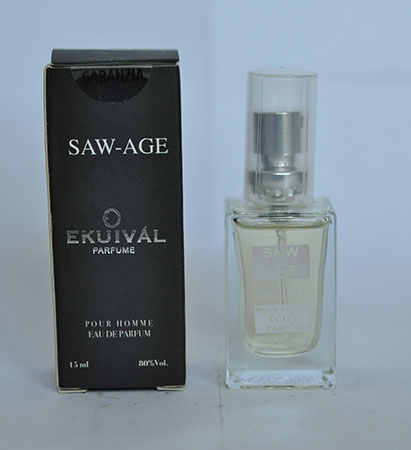 GARANZIA
SAW-AGE
EKUIVÁL
PARFUME
POUR HOMME
EAU DE PARFUM
15 ml 80%Vol.
SAW
AGE
POUR HOMME
EAU DE
PARFUM